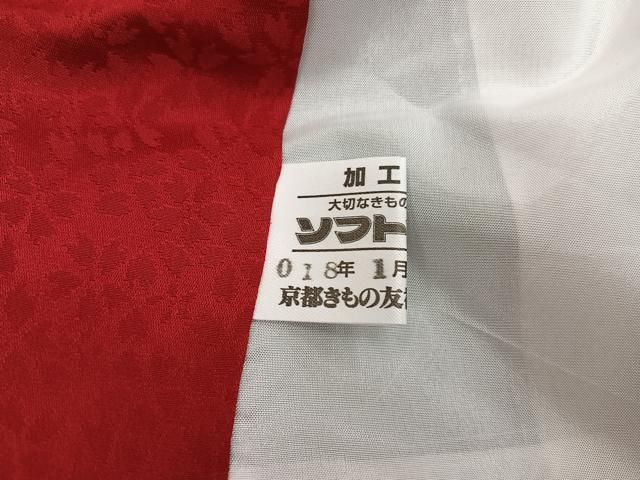 加工
大切なきもの
ソフト
018年1月
京都きもの友